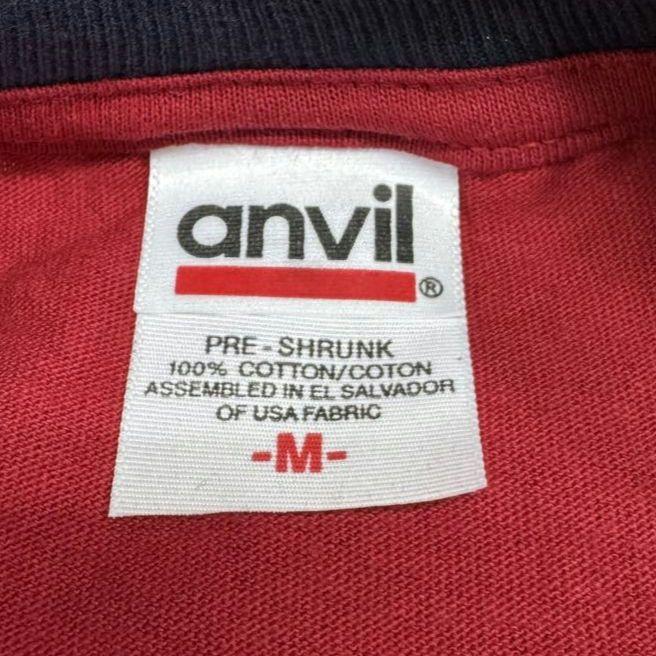 anvil
®
PRE-SHRUNK
100% COTTON/COTON
ASSEMBLED IN EL SALVADOR
OF USA FABRIC
-M-